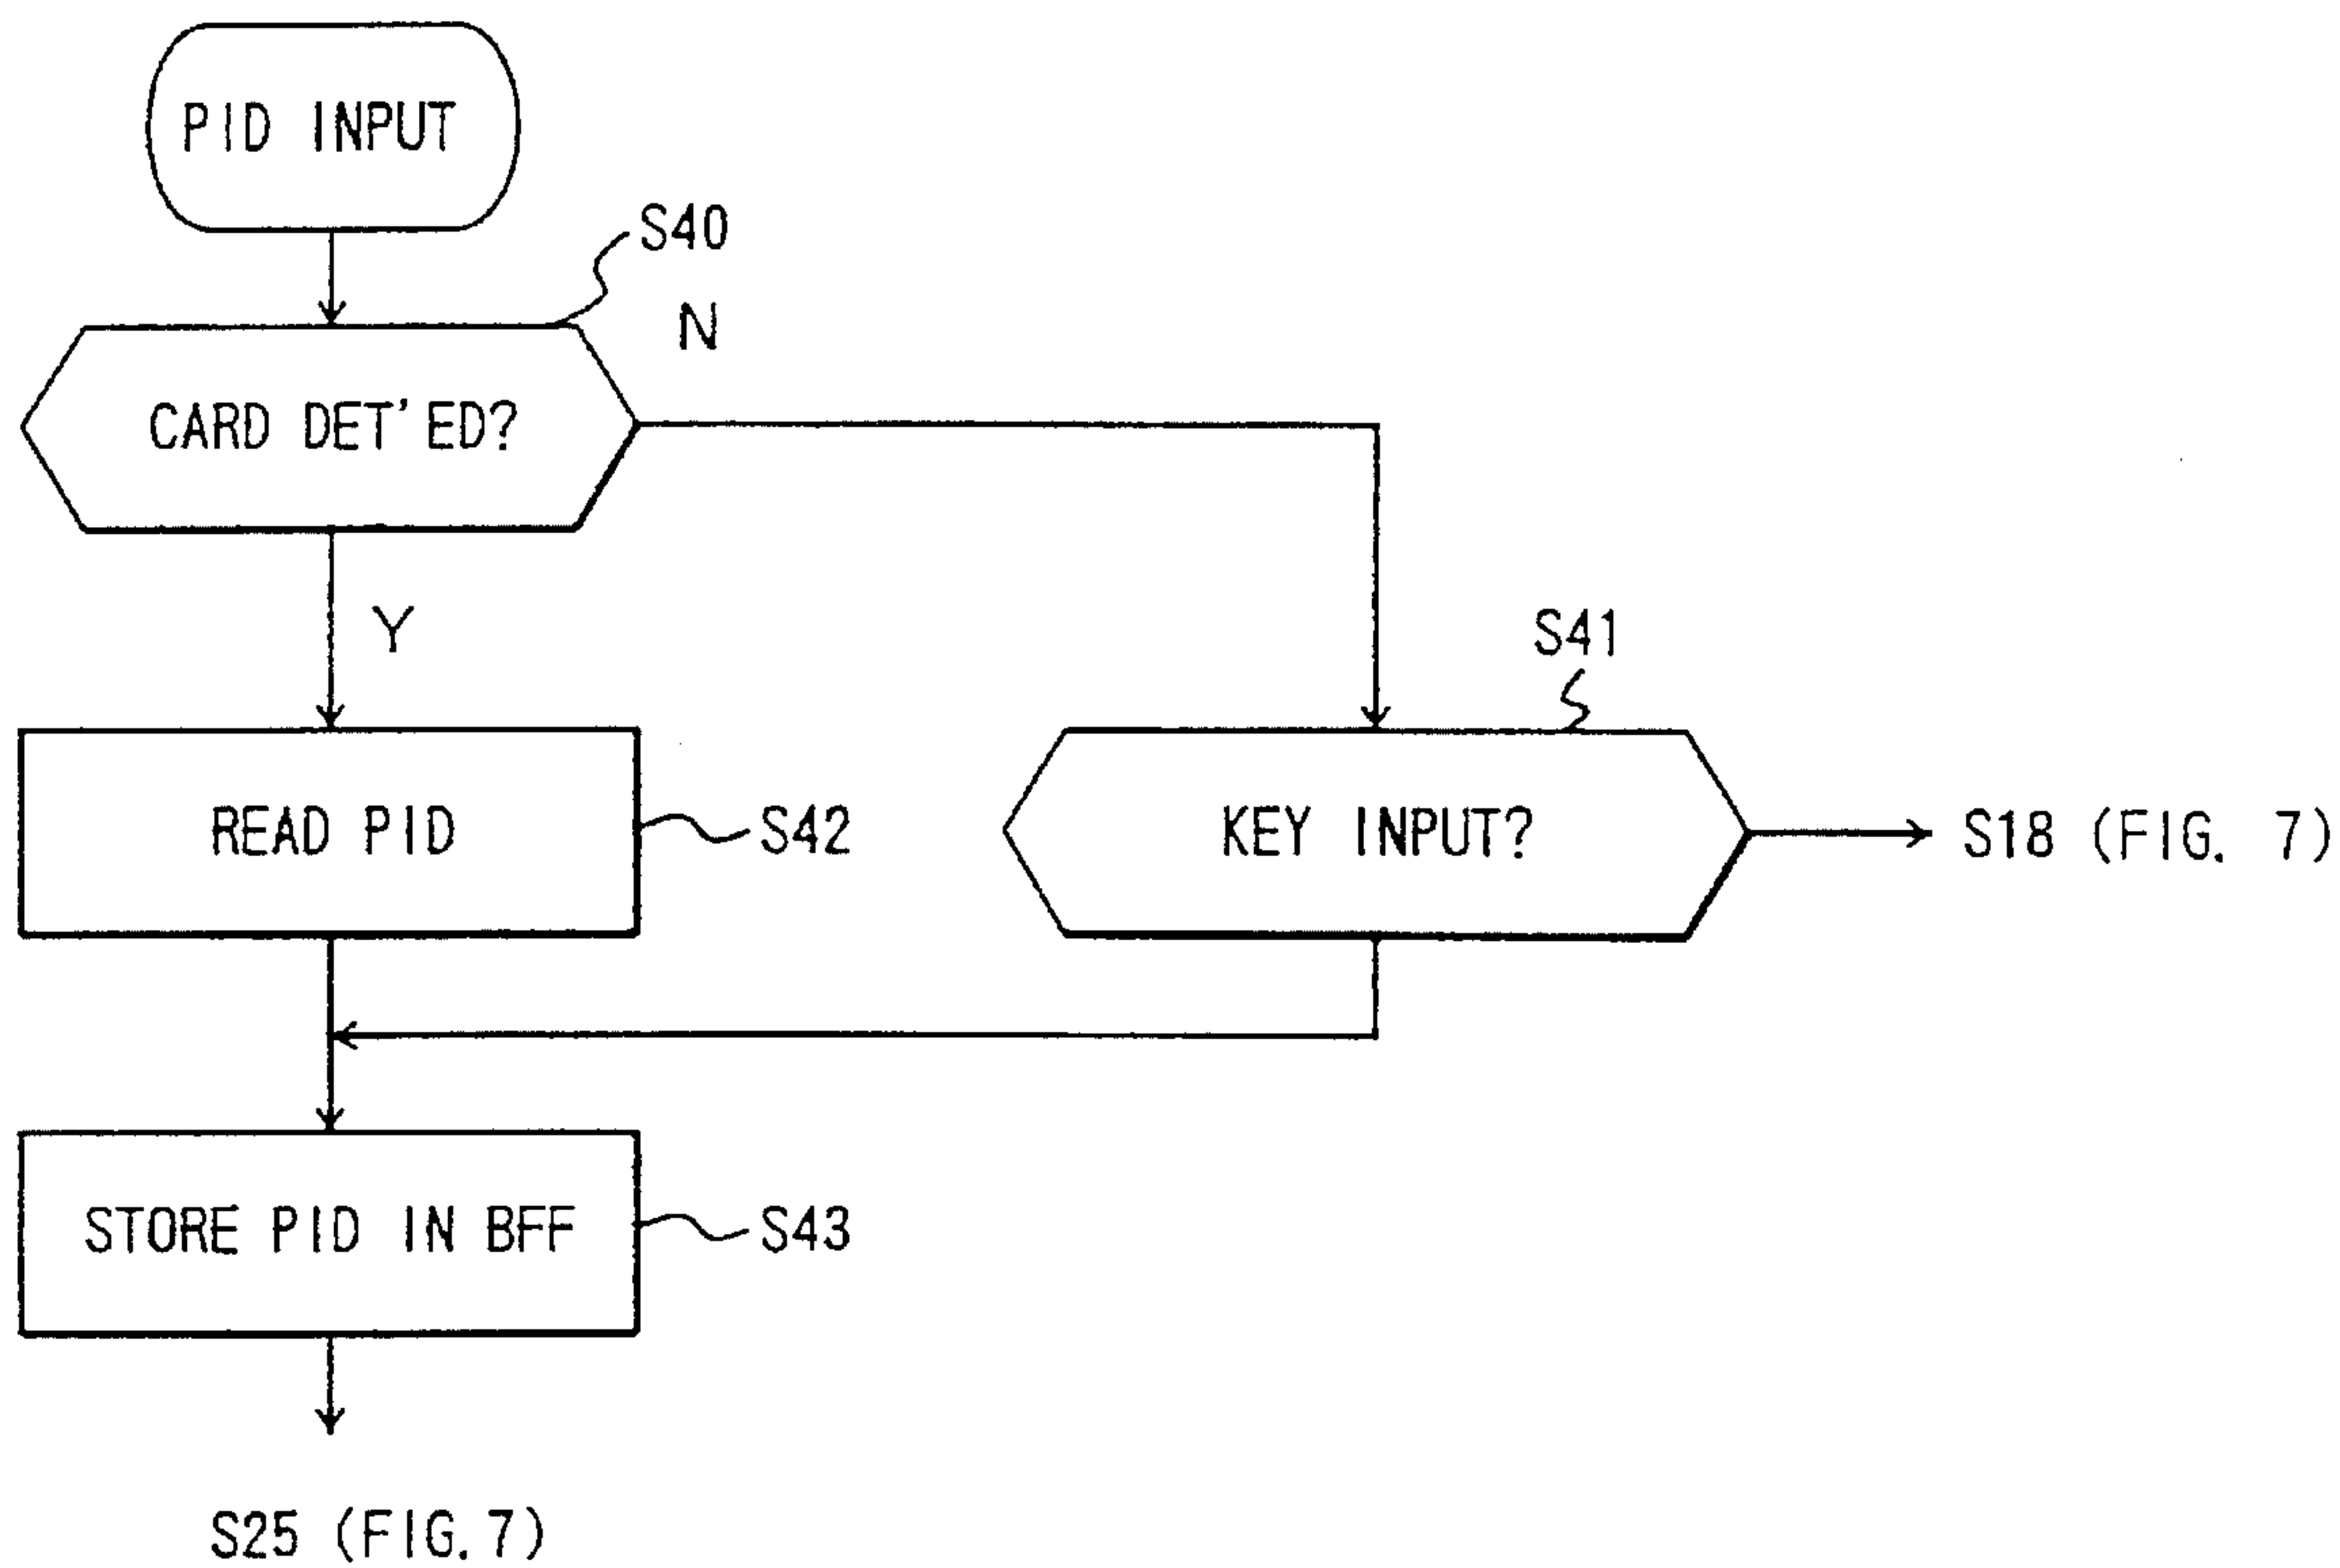 PID INPUT
S40
N
CARD DET'ED?
Y
S41
READ PID
S42
KEY INPUT?
S18 (FIG. 7)
STORE PID IN BFF
S43
S25 (FIG. 7)